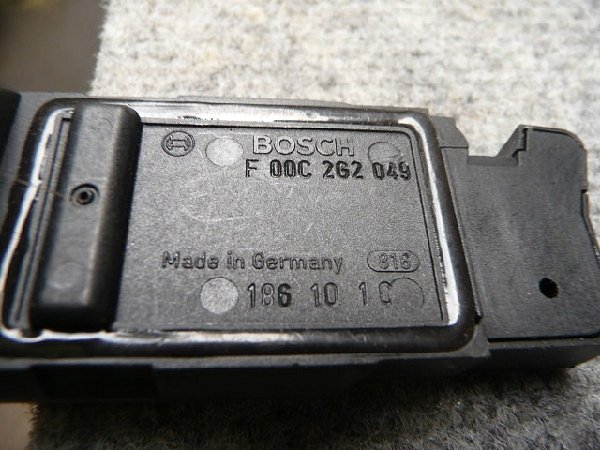 BOSCH
F 00C 2G2 049
Made in Germany 816
186 10 1 C